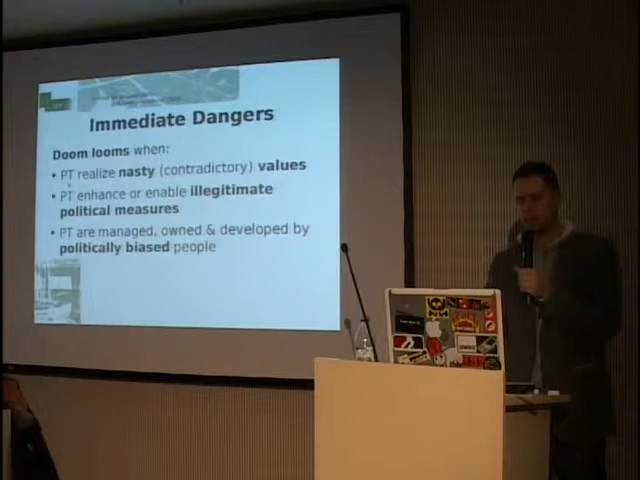 Immediate Dangers
Doom looms when:
• PT realize nasty (contradictory) values
• PT enhance or enable illegitimate
political measures
• PT are managed, owned & developed by
politically biased people